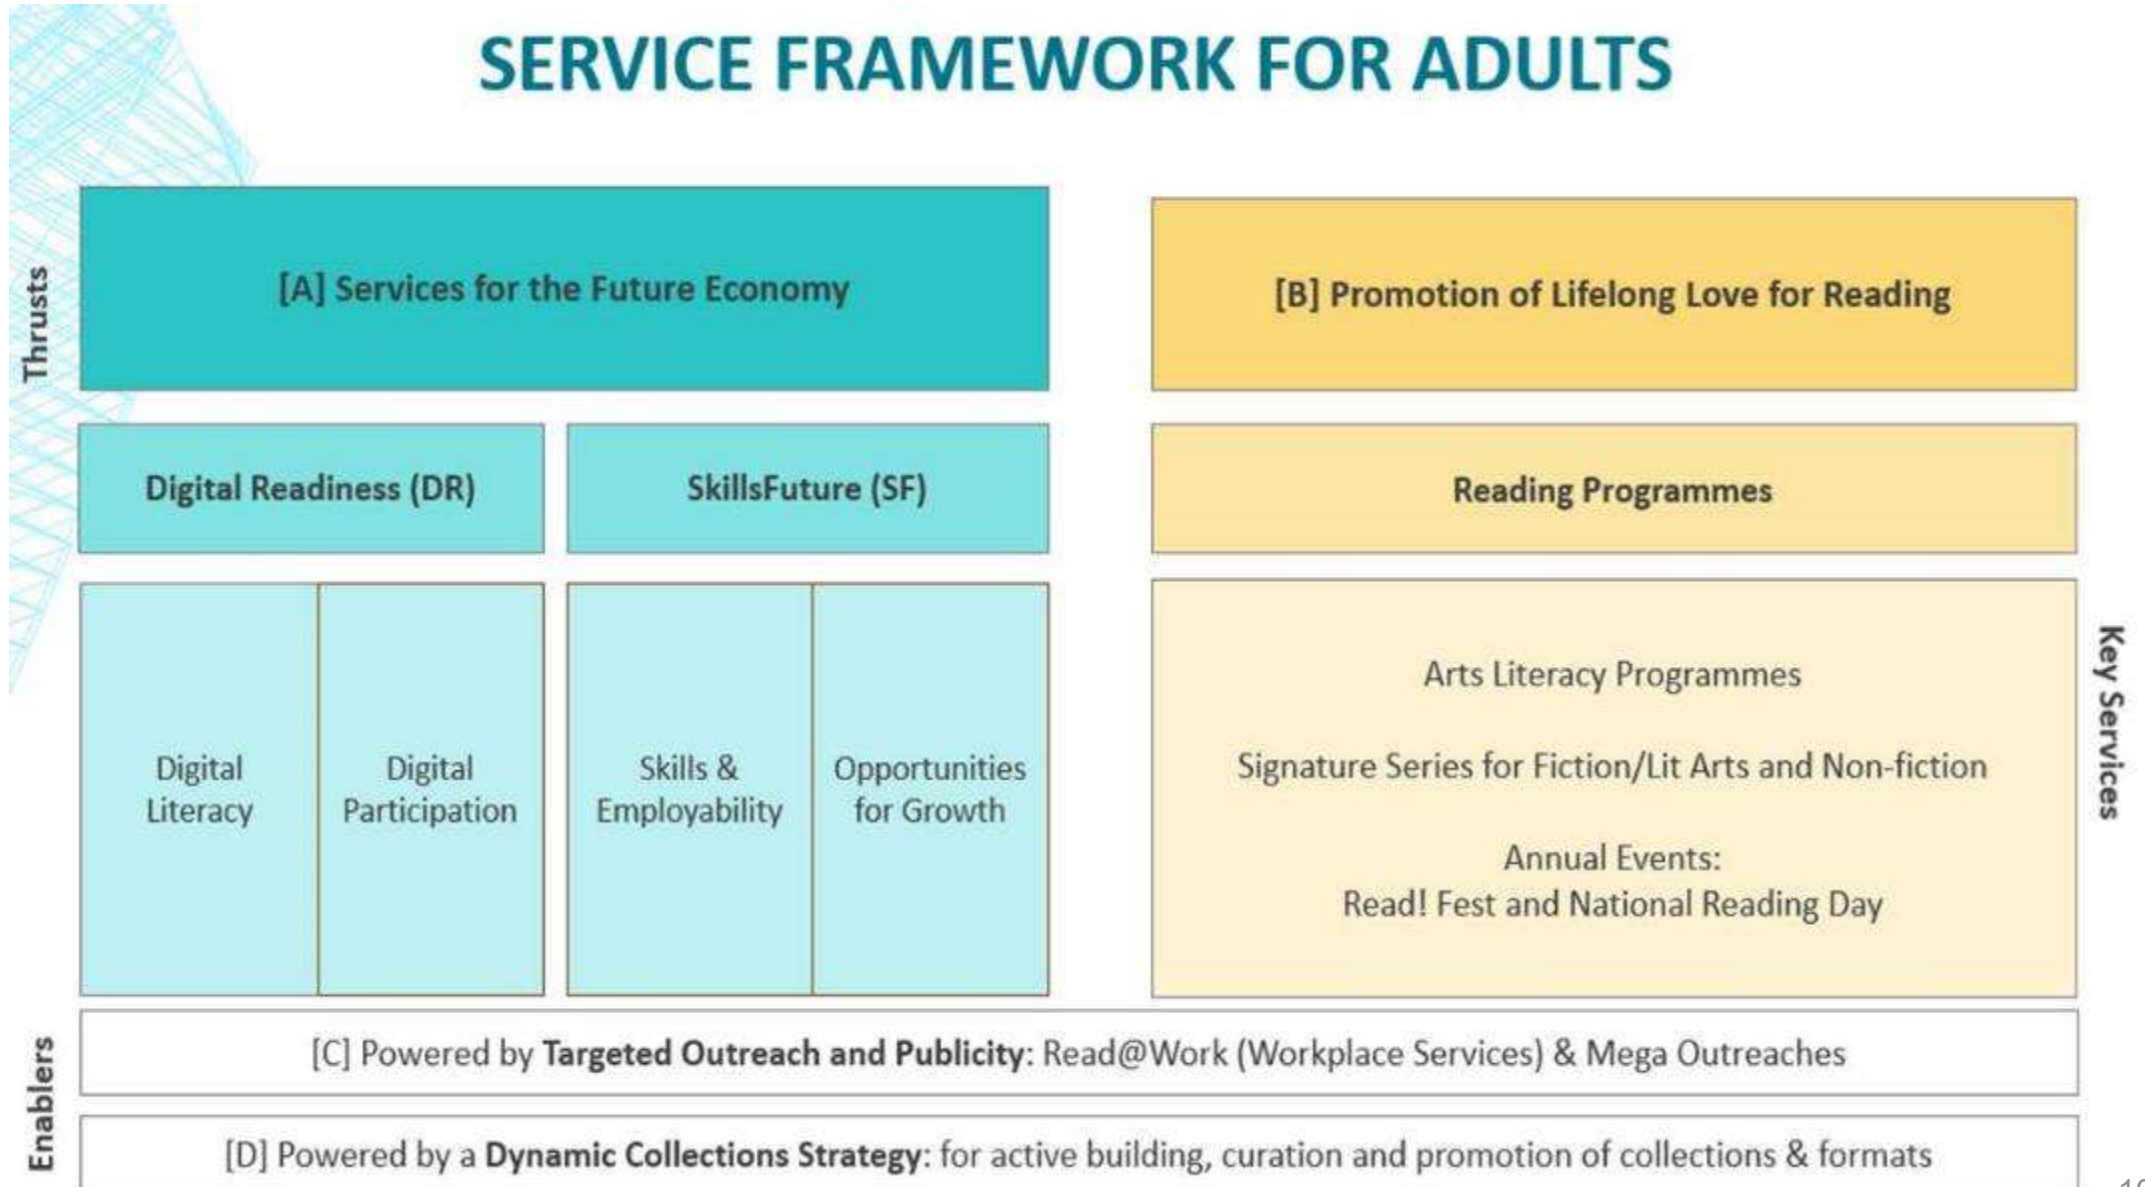 SERVICE FRAMEWORK FOR ADULTS
Thrusts
[A] Services for the Future Economy
[B] Promotion of Lifelong Love for Reading
Digital Readiness (DR)
SkillsFuture (SF)
Reading Programmes
Digital
Literacy
Digital
Participation
Skills &
Employability
Opportunities
for Growth
Arts Literacy Programmes
Signature Series for Fiction/Lit Arts and Non-fiction
Annual Events:
Read! Fest and National Reading Day
Key Services
Enablers
[C] Powered by Targeted Outreach and Publicity: Read@Work (Workplace Services) & Mega Outreaches
[D] Powered by a Dynamic Collections Strategy: for active building, curation and promotion of collections & formats